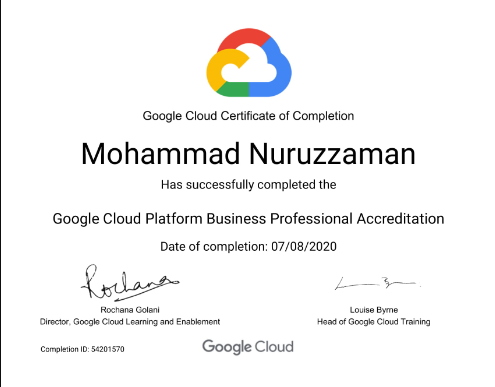 Google Cloud Certificate of Completion
Mohammad Nuruzzaman
Has successfully completed the
Google Cloud Platform Business Professional Accreditation
Date of completion: 07/08/2020
Rochana
Rochana Golani
Director, Google Cloud Learning and Enablement
Louise Byrne
Head of Google Cloud Training
Completion ID: 54201570
Google Cloud